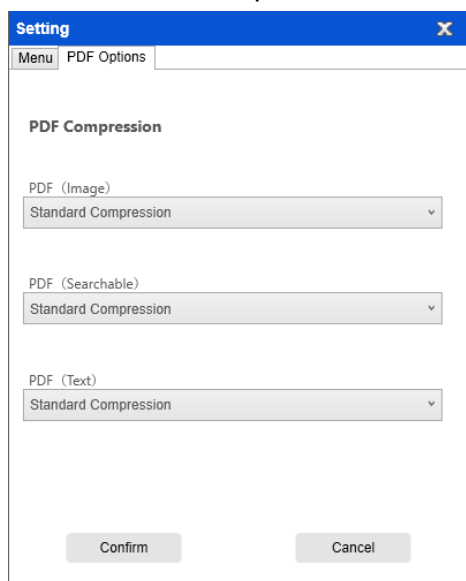 Setting X
Menu PDF Options
PDF Compression
PDF（Image）
Standard Compression
PDF（Searchable）
Standard Compression
PDF（Text）
Standard Compression
Confirm Cancel